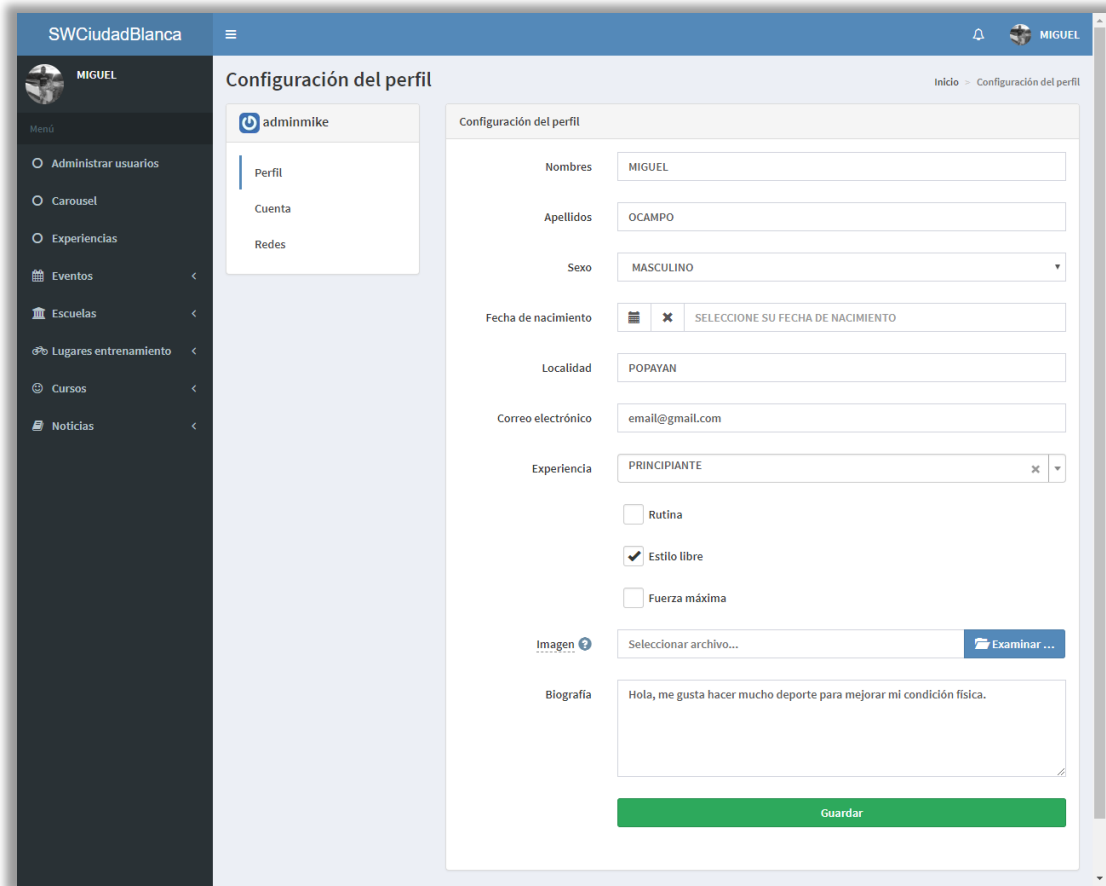 SWCiudadBlanca
MIGUEL
MIGUEL
Configuración del perfil
Inicio > Configuración del perfil
Menú
Administrar usuarios
Carousel
Experiencias
Eventos
Escuelas
Lugares entrenamiento
Cursos
Noticias
adminmike
Perfil
Cuenta
Redes
Configuración del perfil
Nombres MIGUEL
Apellidos OCAMPO
Sexo MASCULINO
Fecha de nacimiento SELECCIONE SU FECHA DE NACIMIENTO
Localidad POPAYAN
Correo electrónico email@gmail.com
Experiencia PRINCIPIANTE
Rutina
Estilo libre
Fuerza máxima
Imagen Seleccionar archivo... Examinar ...
Biografía Hola, me gusta hacer mucho deporte para mejorar mi condición física.
Guardar